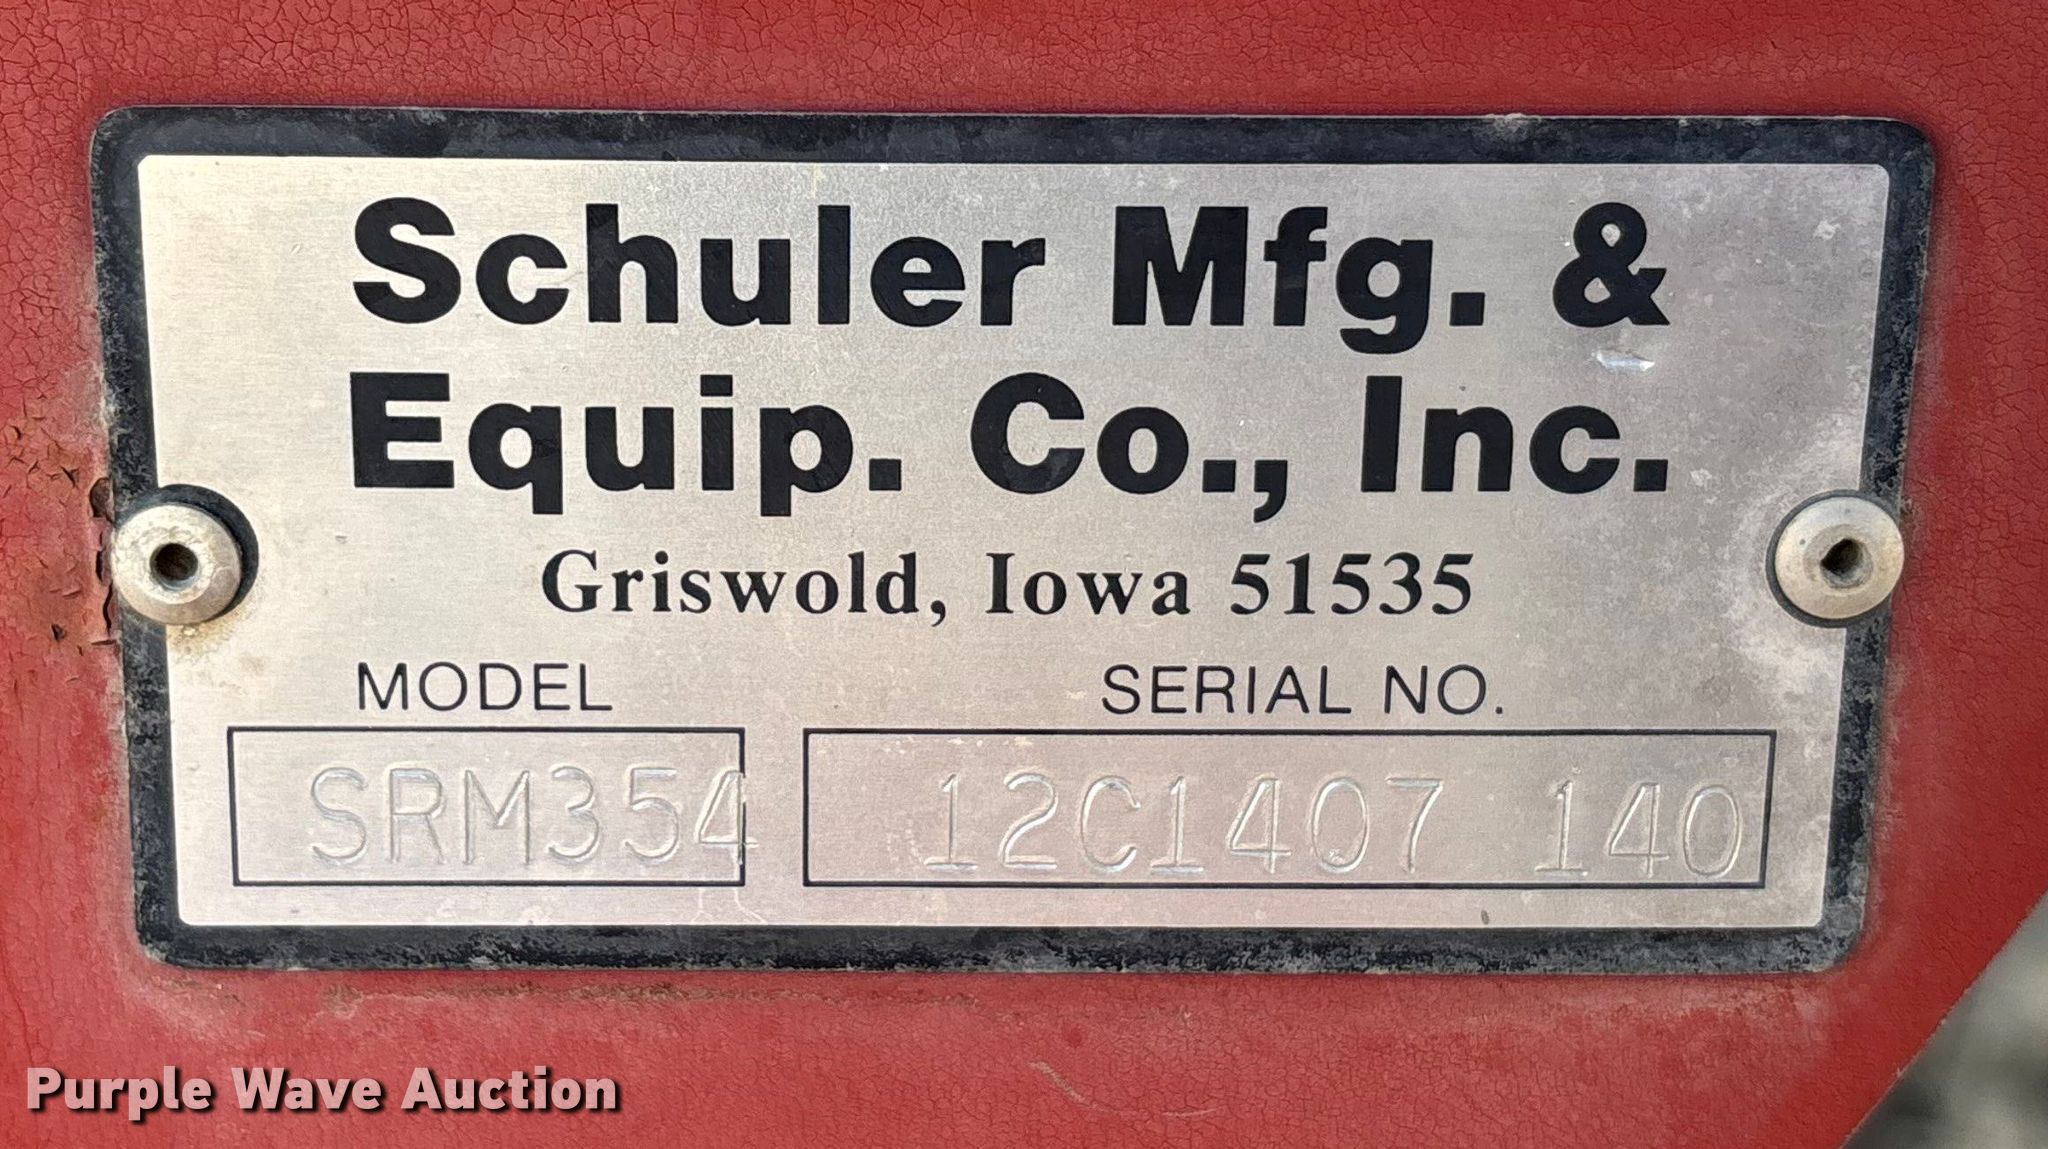 Schuler Mfg. &
Equip. Co., Inc.
Griswold, Iowa 51535
MODEL SERIAL NO.
SRM354 12C1407 140
Purple Wave Auction